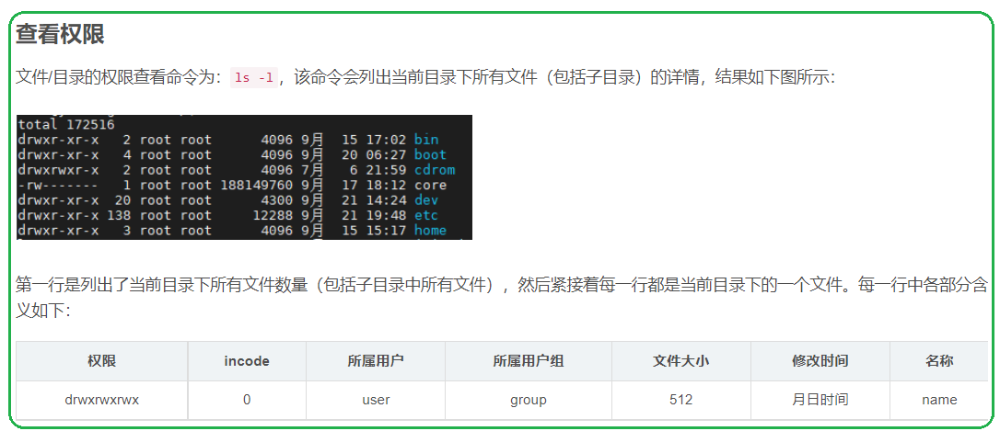 查看权限
文件/目录的权限查看命令为：ls -l，该命令会列出当前目录下所有文件（包括子目录）的详情，结果如下图所示：
total 172516
drwxr-xr-x 2 root root 4096 9月 15 17:02 bin
drwxr-xr-x 4 root root 4096 9月 20 06:27 boot
drwxrwxr-x 2 root root 4096 7月 6 21:59 cdrom
-rw------- 1 root root 188149760 9月 17 18:12 core
drwxr-xr-x 20 root root 4300 9月 21 14:24 dev
drwxr-xr-x 138 root root 12288 9月 21 19:48 etc
drwxr-xr-x 3 root root 4096 9月 15 15:17 home
第一行是列出了当前目录下所有文件数量（包括子目录中所有文件），然后紧接着每一行都是当前目录下的一个文件。每一行中各部分含
义如下：
权限 incode 所属用户 所属用户组 文件大小 修改时间 名称
drwxrwxrwx 0 user group 512 月日时间 name